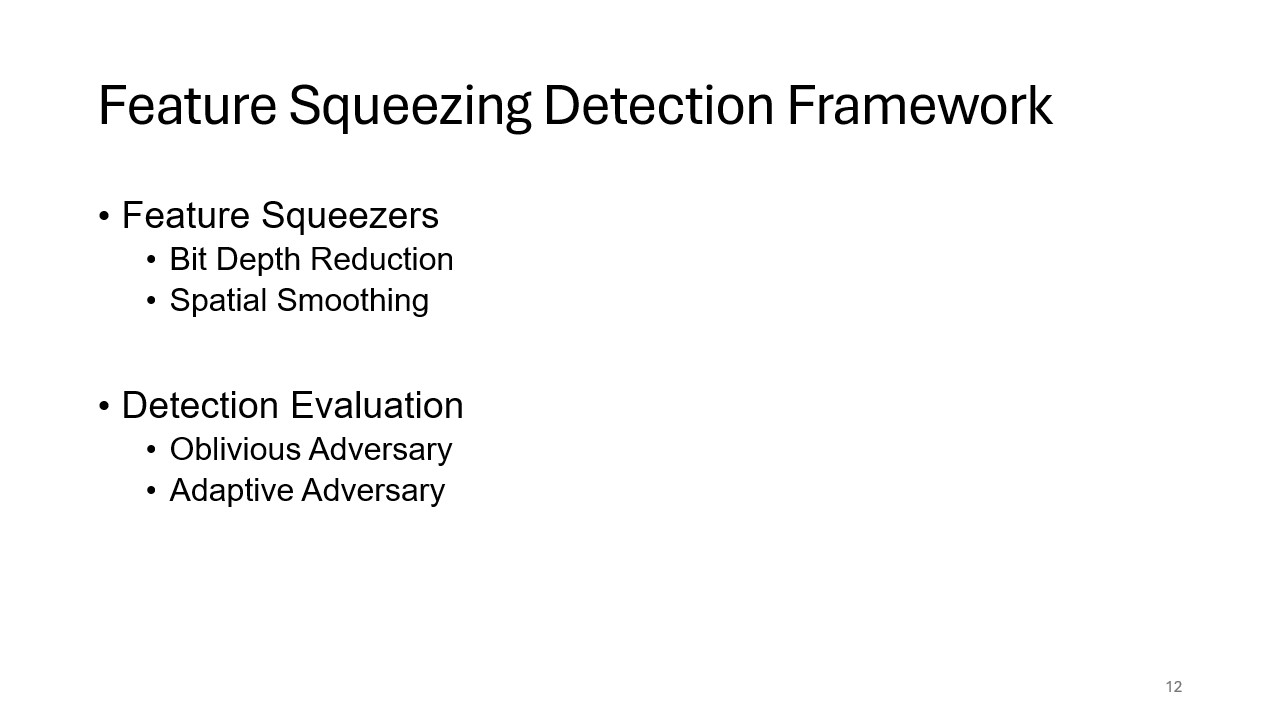 Feature Squeezing Detection Framework
• Feature Squeezers
• Bit Depth Reduction
• Spatial Smoothing
• Detection Evaluation
• Oblivious Adversary
• Adaptive Adversary
12